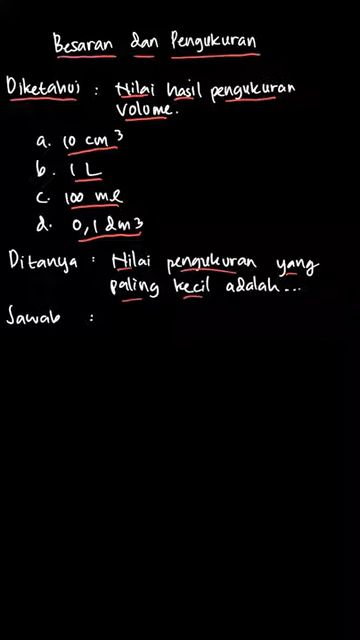 Besaran dan Pengukuran
Diketahui : Nilai hasil pengukuran
volume.
a. 10 cm³
b. 1 L
c. 100 ml
d. 0,1 dm3
Ditanya : Nilai pengukuran yang
paling kecil adalah...
Jawab :